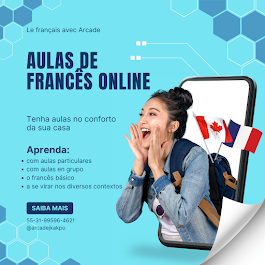 Le français avec Arcade
AULAS DE
FRANCÊS ONLINE
Tenha aulas no conforto
da sua casa
Aprenda:
• com aulas particulares
• com aulas en grupo
• o francês básico
• a se virar nos diversos contextos
SAIBA MAIS
55-31-99596-4621
@arcadejkakpo